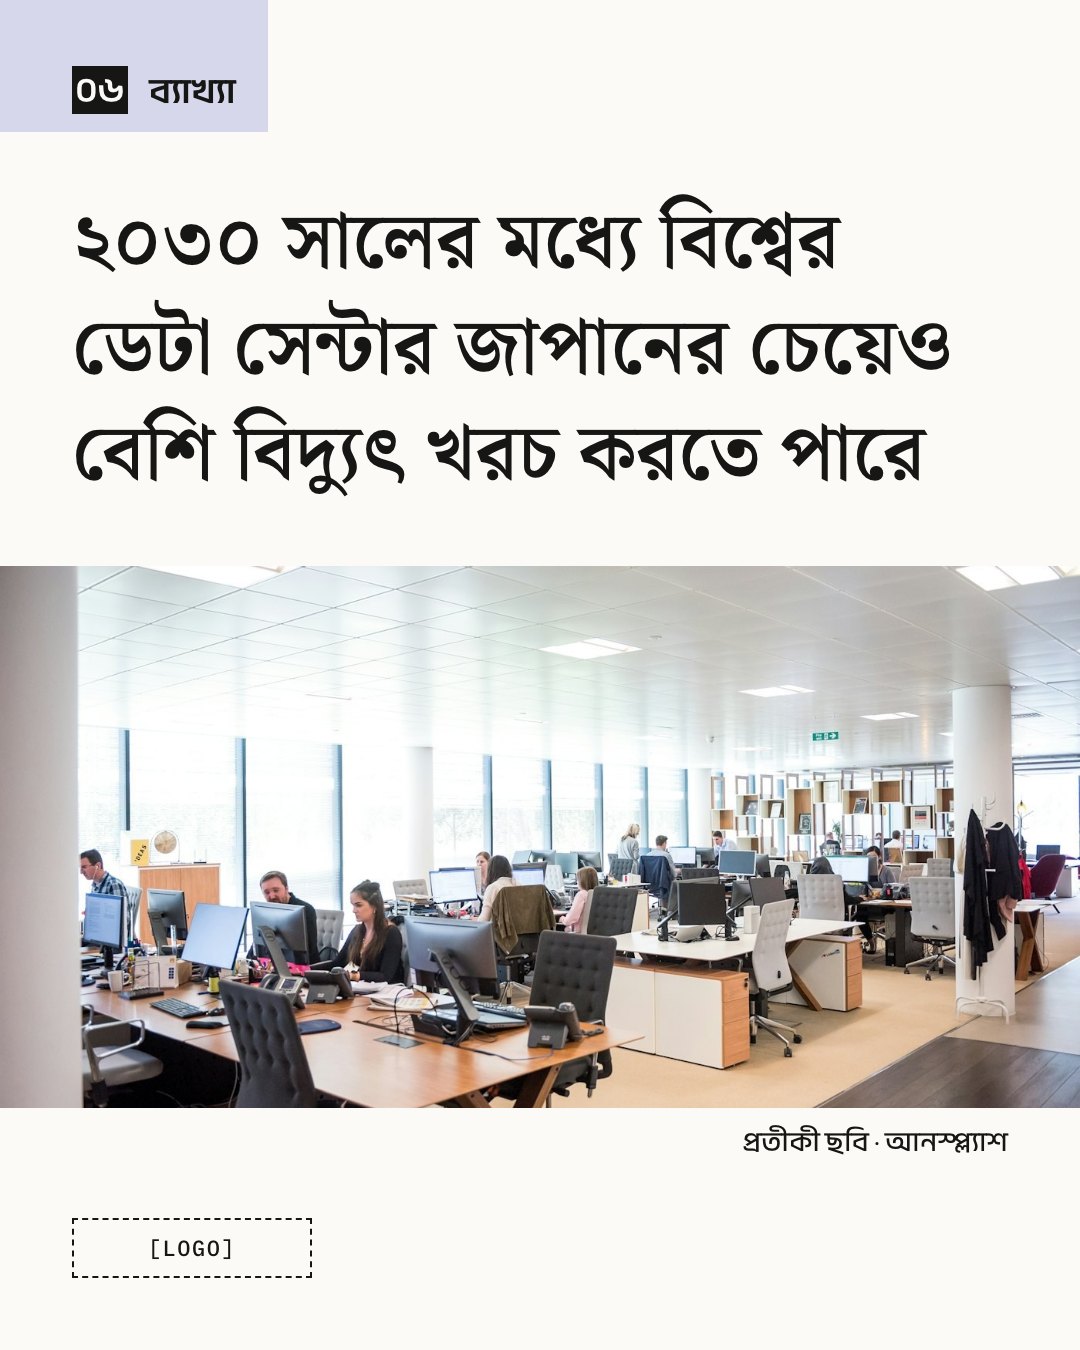 ০৬ ব্যাখ্যা
২০৩০ সালের মধ্যে বিশ্বের
ডেটা সেন্টার জাপানের চেয়েও
বেশি বিদ্যুৎ খরচ করতে পারে
প্রতীকী ছবি · আনস্প্ল্যাশ
[LOGO]